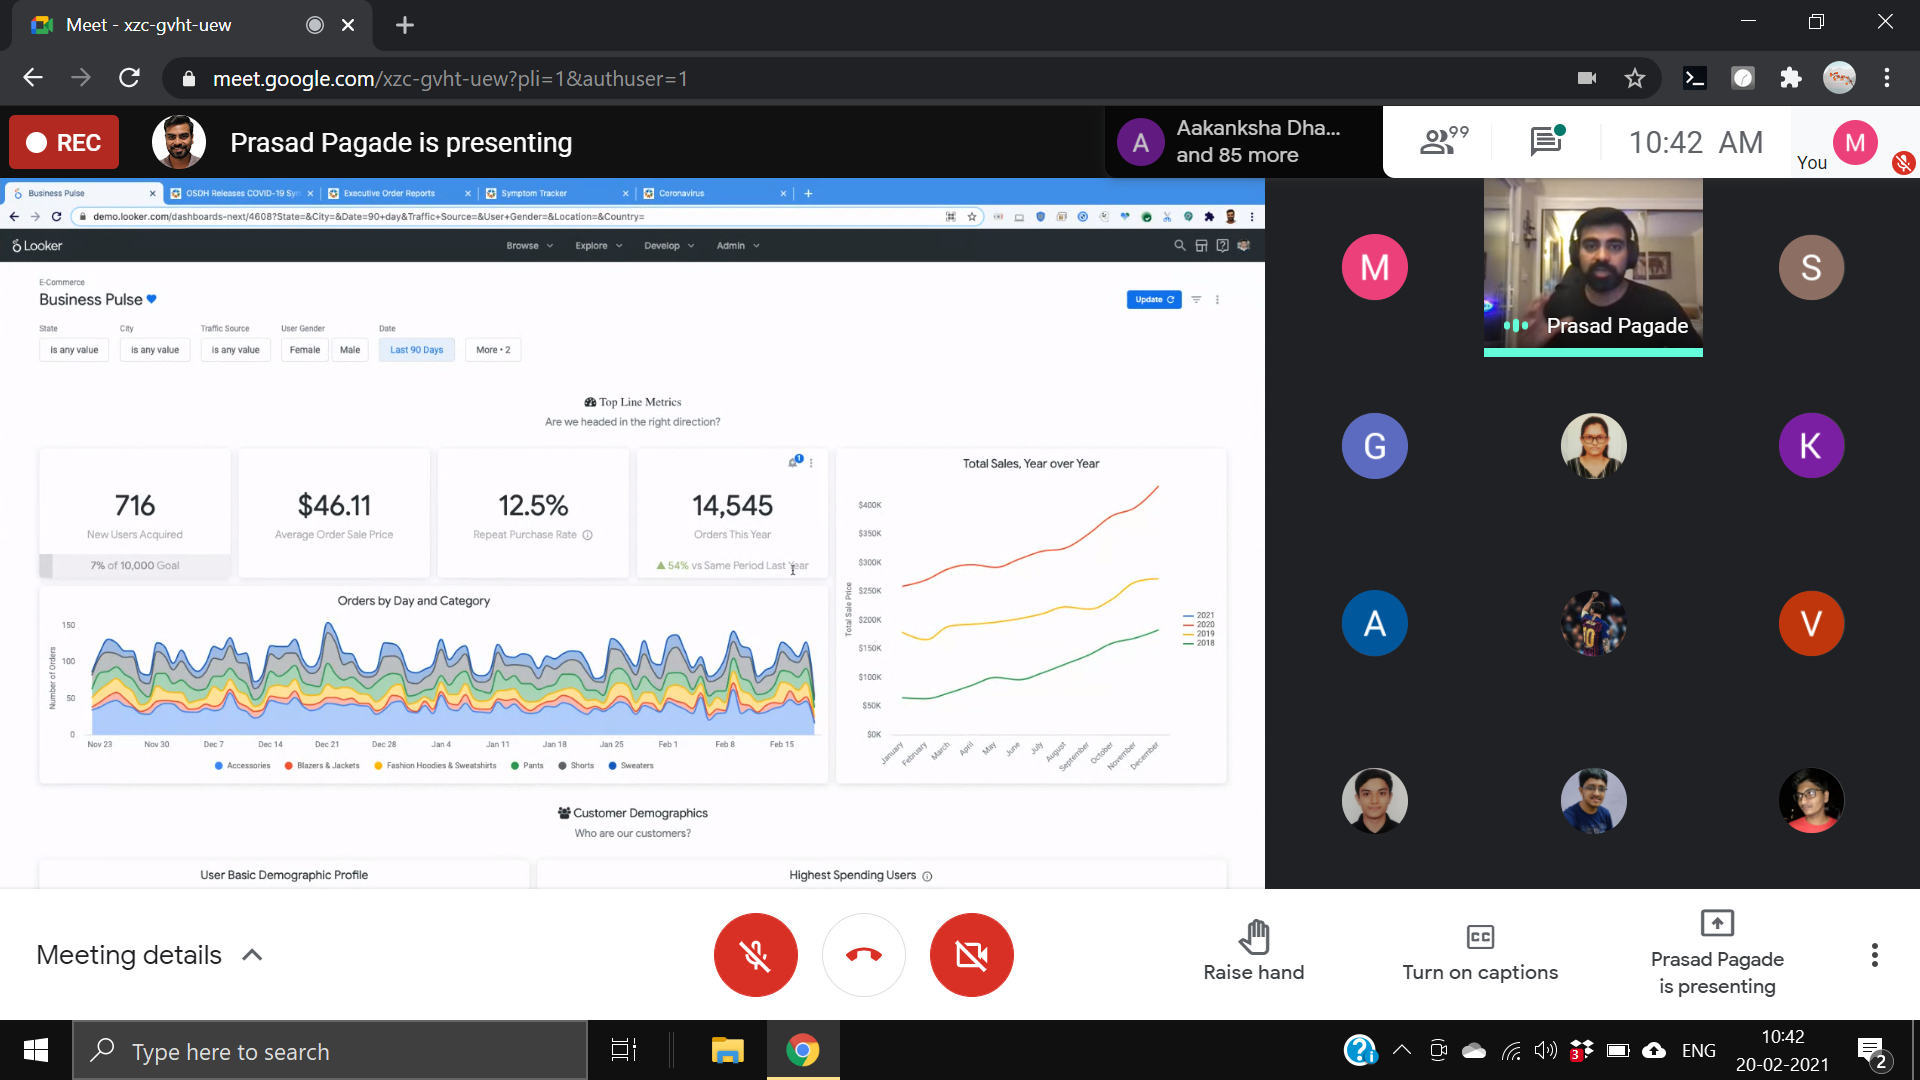 Meet - xzc-gvht-uew
meet.google.com/xzc-gvht-uew?pli=1&authuser=1
REC
Prasad Pagade is presenting
A
Aakanksha Dha...
and 85 more
99
10:42 AM
You
M
Business Pulse
OSDH Releases COVID-19 Sy
Executive Order Reports
Symptom Tracker
Coronavirus
demo.looker.com/dashboards-next/4608?State=&City=&Date=90+day&Traffic+Source=&User+Gender=&Location=&Country=
Looker
Browse
Explore
Develop
Admin
E-Commerce
Business Pulse
Update
State
City
Traffic Source
User Gender
Date
is any value
is any value
is any value
Female
Male
Last 90 Days
More • 2
Top Line Metrics
Are we headed in the right direction?
716
New Users Acquired
7% of 10,000 Goal
$46.11
Average Order Sale Price
12.5%
Repeat Purchase Rate
1
14,545
Orders This Year
▲ 54% vs Same Period Last Year
Total Sales, Year over Year
Total Sale Price
$400K
$350K
$300K
$250K
$200K
$150K
$100K
$50K
$0K
January
February
March
April
May
June
July
August
September
October
November
December
2021
2020
2019
2018
Orders by Day and Category
Number of Orders
150
100
50
0
Nov 23
Nov 30
Dec 7
Dec 14
Dec 21
Dec 28
Jan 4
Jan 11
Jan 18
Jan 25
Feb 1
Feb 8
Feb 15
Accessories
Blazers & Jackets
Fashion Hoodies & Sweatshirts
Pants
Shorts
Sweaters
Customer Demographics
Who are our customers?
User Basic Demographic Profile
Highest Spending Users
M
Prasad Pagade
S
G
K
A
10
V
Meeting details
Raise hand
CC
Turn on captions
Prasad Pagade
is presenting
Type here to search
3
ENG
10:42
20-02-2021
2